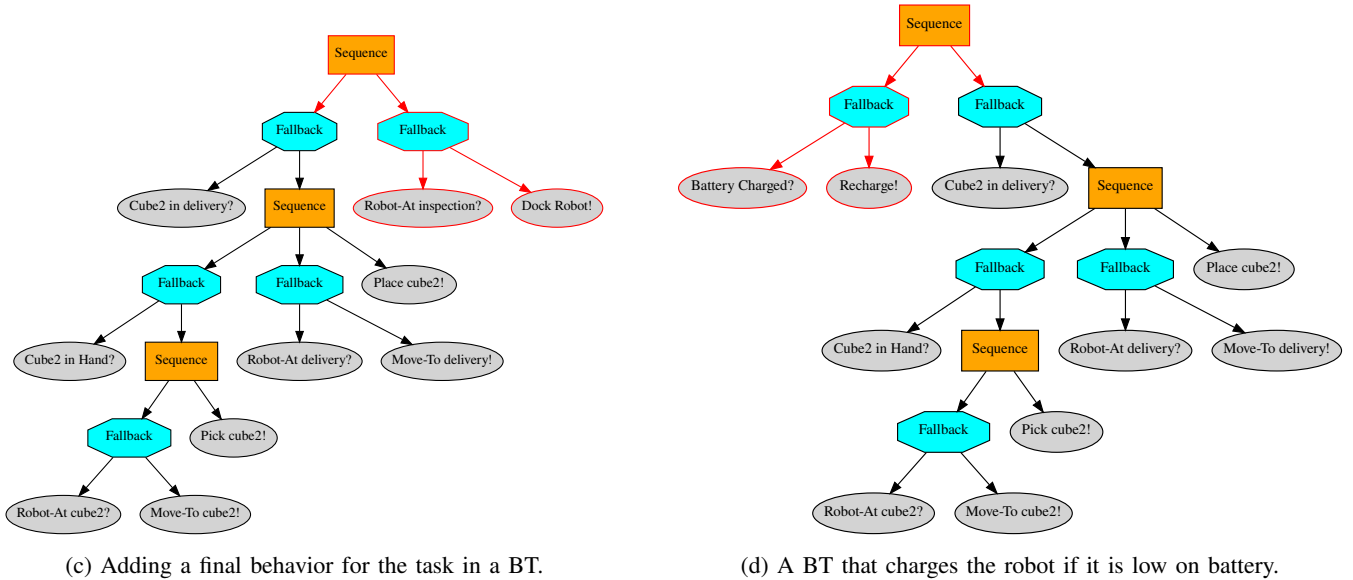 Sequence
Fallback
Fallback
Cube2 in delivery?
Sequence
Robot-At inspection?
Dock Robot!
Fallback
Fallback
Place cube2!
Cube2 in Hand?
Sequence
Robot-At delivery?
Move-To delivery!
Fallback
Pick cube2!
Robot-At cube2?
Move-To cube2!
(c) Adding a final behavior for the task in a BT.
Sequence
Fallback
Fallback
Battery Charged?
Recharge!
Cube2 in delivery?
Sequence
Fallback
Fallback
Place cube2!
Cube2 in Hand?
Sequence
Robot-At delivery?
Move-To delivery!
Fallback
Pick cube2!
Robot-At cube2?
Move-To cube2!
(d) A BT that charges the robot if it is low on battery.